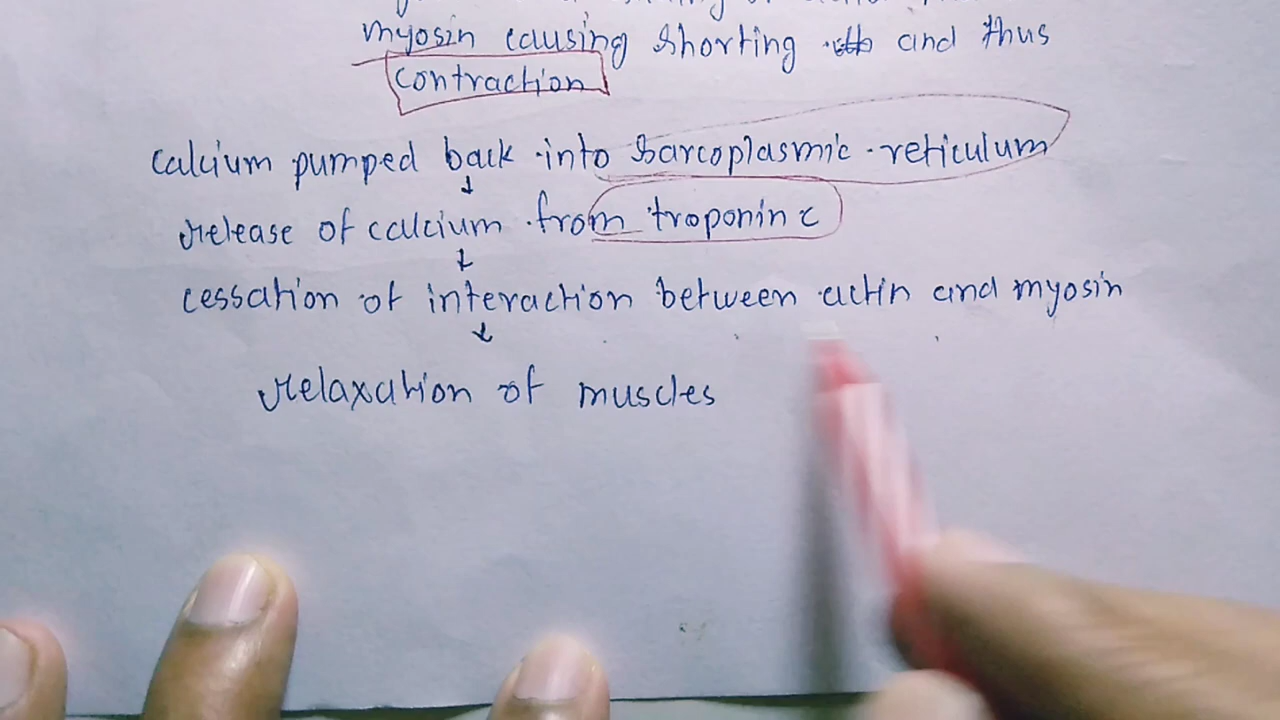 myosin causing shorting and thus
contraction
calcium pumped back into sarcoplasmic reticulum
↓
release of calcium from troponin c
↓
cessation of interaction between actin and myosin
↓
relaxation of muscles